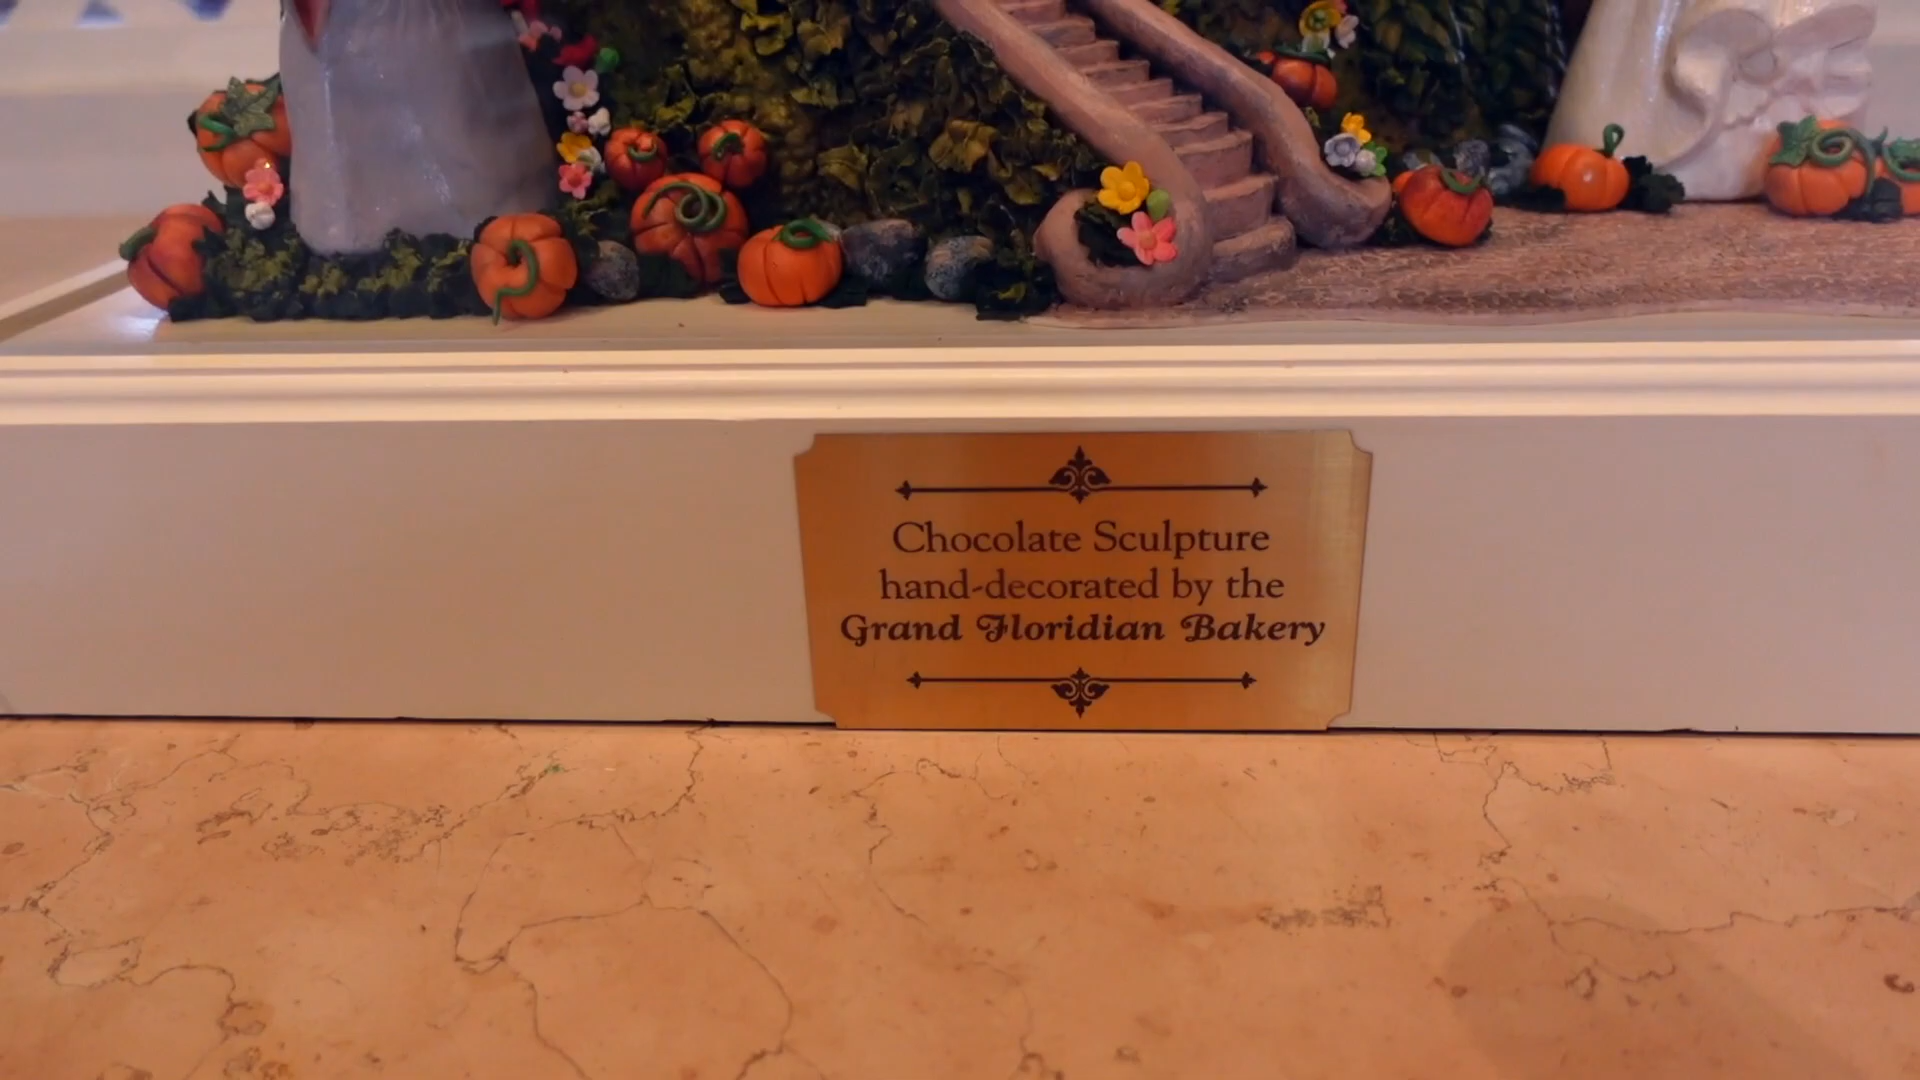 Chocolate Sculpture
hand-decorated by the
Grand Floridian Bakery